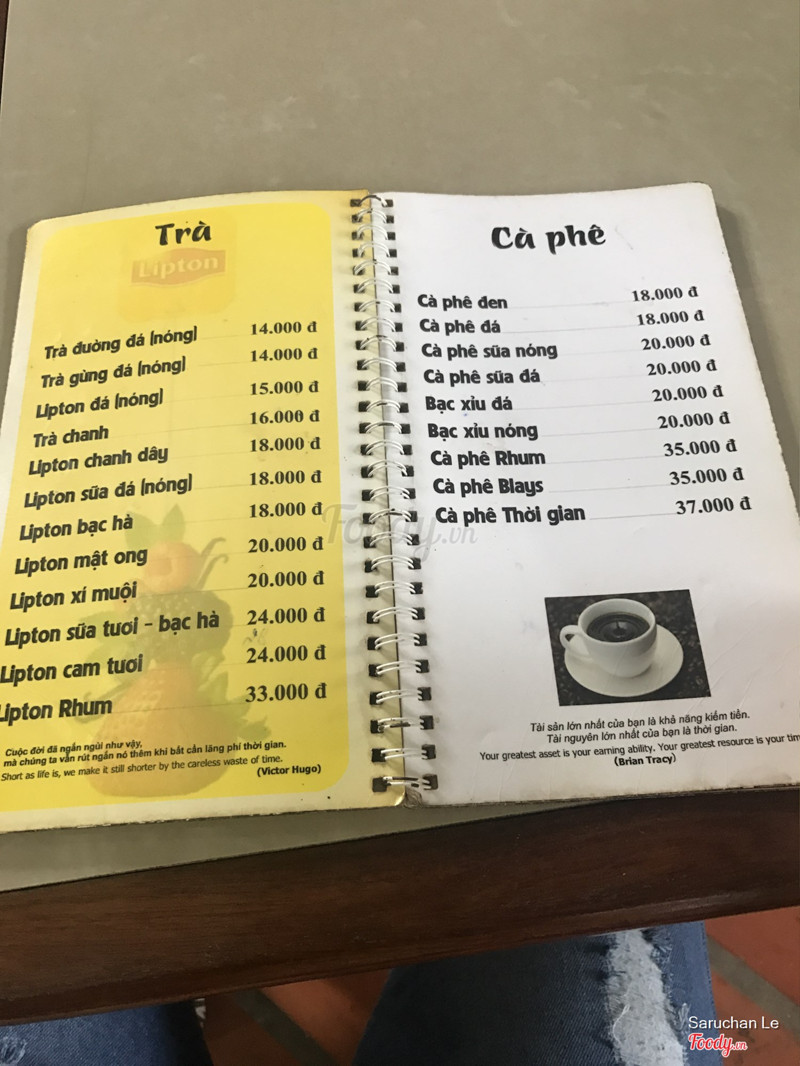 Trà
Lipton
Trà đường đá (nóng) 14.000 đ
Trà gừng đá (nóng) 14.000 đ
Lipton đá (nóng) 15.000 đ
Trà chanh 16.000 đ
Lipton chanh dây 18.000 đ
Lipton sữa đá (nóng) 18.000 đ
Lipton bạc hà 18.000 đ
Lipton mật ong 20.000 đ
Lipton xí muội 20.000 đ
Lipton sữa tươi - bạc hà 24.000 đ
Lipton cam tươi 24.000 đ
Lipton Rhum 33.000 đ
Cuộc đời đã ngắn ngủi như vậy,
mà chúng ta vẫn rút ngắn nó thêm khi bất cẩn lãng phí thời gian.
Short as life is, we make it still shorter by the careless waste of time.
(Victor Hugo)
Cà phê
Cà phê đen 18.000 đ
Cà phê đá 18.000 đ
Cà phê sữa nóng 20.000 đ
Cà phê sữa đá 20.000 đ
Bạc xỉu đá 20.000 đ
Bạc xỉu nóng 20.000 đ
Cà phê Rhum 35.000 đ
Cà phê Blays 35.000 đ
Cà phê Thời gian 37.000 đ
Tài sản lớn nhất của bạn là khả năng kiếm tiền.
Tài nguyên lớn nhất của bạn là thời gian.
Your greatest asset is your earning ability. Your greatest resource is your time
(Brian Tracy)
Foody.vn
Saruchan Le
Foody.vn